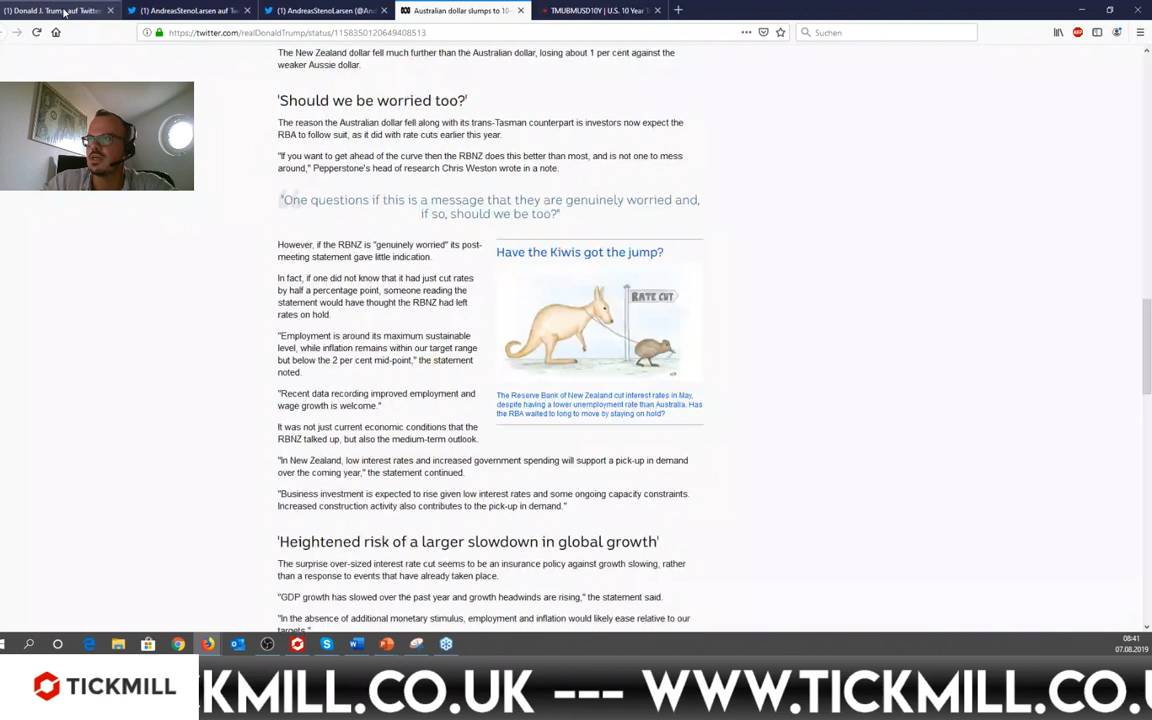 (1) Donald J. Trump auf Twitte
(1) AndreasStenoLarsen auf Tw
(1) AndreasStenoLarsen (@And
Australian dollar slumps to 10-
TMUBMUSD10Y | U.S. 10 Year T
https://twitter.com/realDonaldTrump/status/1158350120649408513
Suchen
The New Zealand dollar fell much further than the Australian dollar, losing about 1 per cent against the
weaker Aussie dollar.
'Should we be worried too?'
The reason the Australian dollar fell along with its trans-Tasman counterpart is investors now expect the
RBA to follow suit, as it did with rate cuts earlier this year.
"If you want to get ahead of the curve then the RBNZ does this better than most, and is not one to mess
around," Pepperstone's head of research Chris Weston wrote in a note.
"One questions if this is a message that they are genuinely worried and,
if so, should we be too?"
However, if the RBNZ is "genuinely worried" its post-
meeting statement gave little indication.
In fact, if one did not know that it had just cut rates
by half a percentage point, someone reading the
statement would have thought the RBNZ had left
rates on hold.
"Employment is around its maximum sustainable
level, while inflation remains within our target range
but below the 2 per cent mid-point," the statement
noted.
"Recent data recording improved employment and
wage growth is welcome."
It was not just current economic conditions that the
RBNZ talked up, but also the medium-term outlook.
Have the Kiwis got the jump?
RATE CUT
The Reserve Bank of New Zealand cut interest rates in May,
despite having a lower unemployment rate than Australia. Has
the RBA waited to long to move by staying on hold?
"In New Zealand, low interest rates and increased government spending will support a pick-up in demand
over the coming year," the statement continued.
"Business investment is expected to rise given low interest rates and some ongoing capacity constraints.
Increased construction activity also contributes to the pick-up in demand."
'Heightened risk of a larger slowdown in global growth'
The surprise over-sized interest rate cut seems to be an insurance policy against growth slowing, rather
than a response to events that have already taken place.
"GDP growth has slowed over the past year and growth headwinds are rising," the statement said.
"In the absence of additional monetary stimulus, employment and inflation would likely ease relative to our
targets."
08:41
07.08.2019
TICKMILL
CKMILL.CO.UK --- WWW.TICKMILL.CO.U